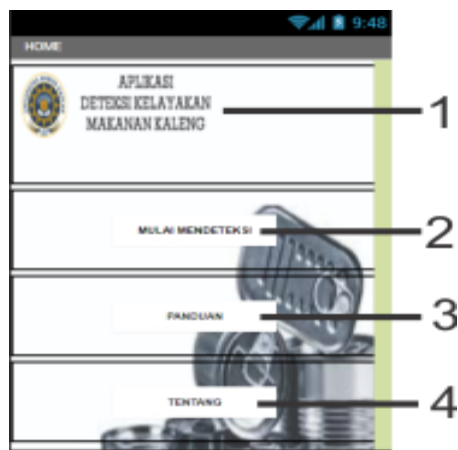 9:48
HOME
APLIKASI
DETEKSI KELAYAKAN
MAKANAN KALENG
1
MULAI MENDETEKSI
2
PANDUAN
3
TENTANG
4